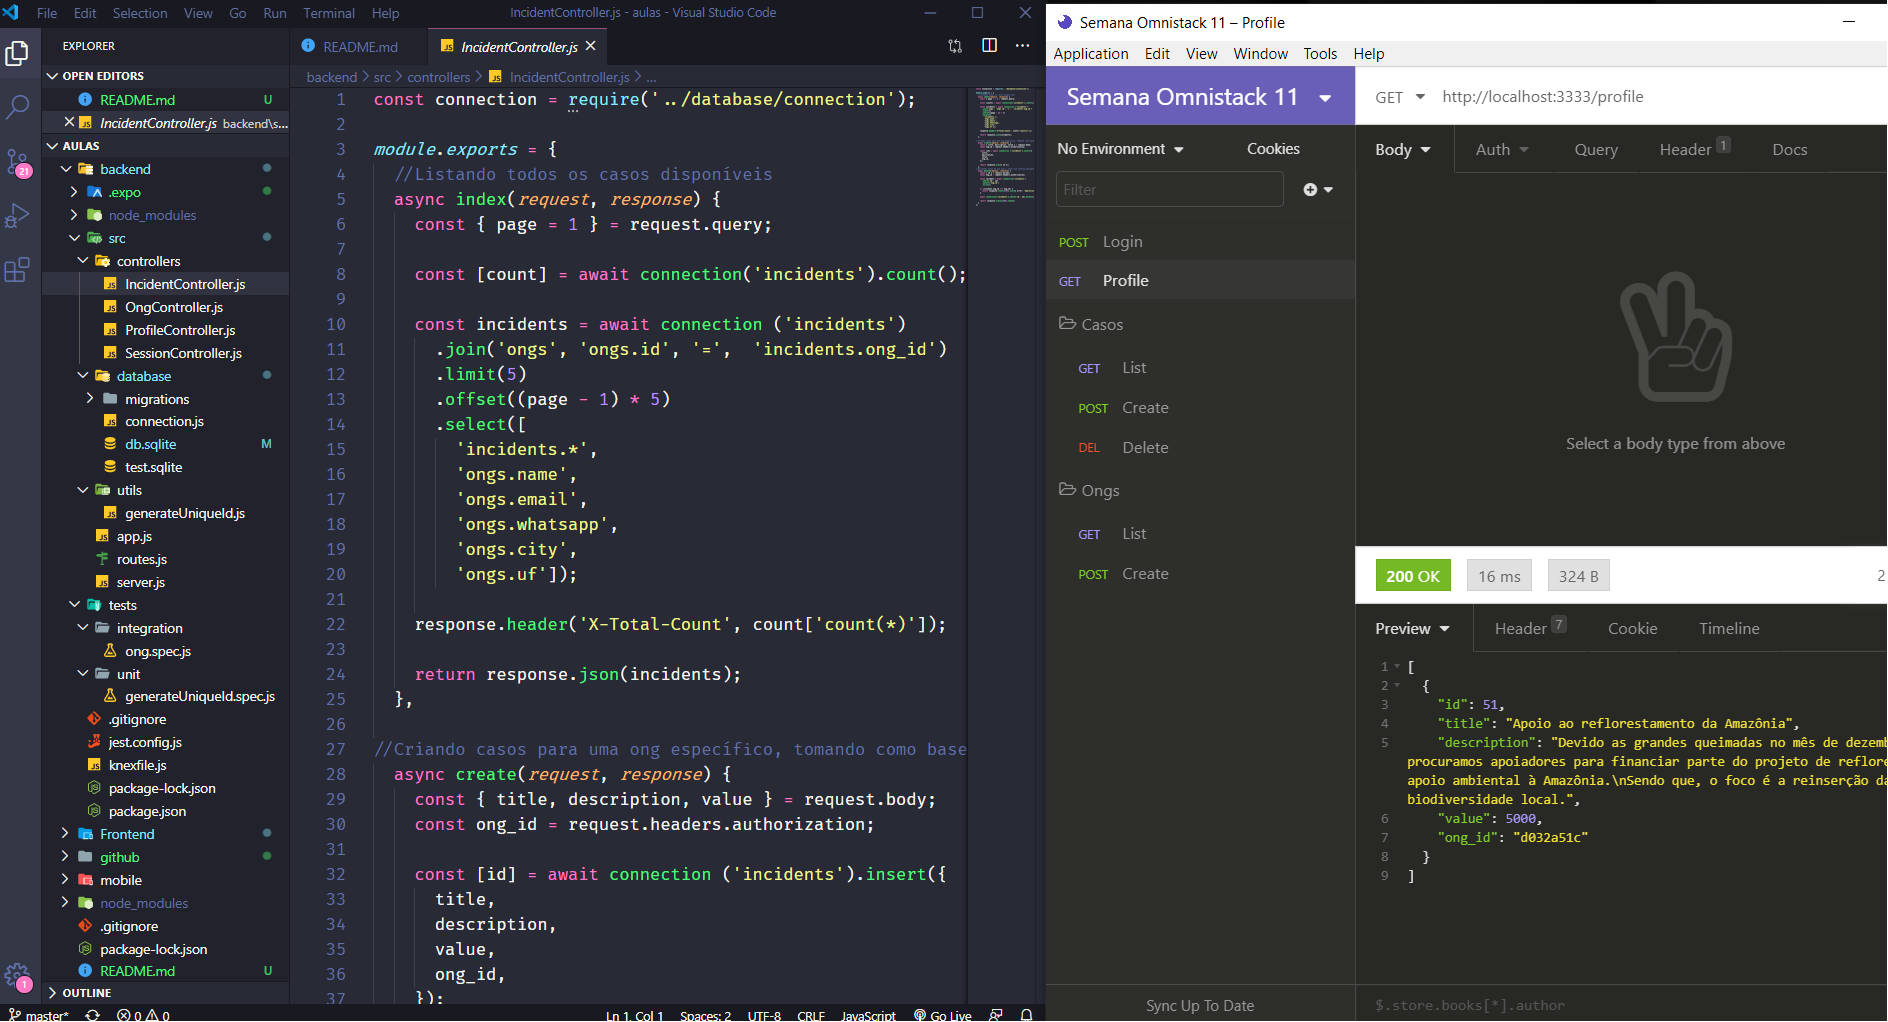 File Edit Selection View Go Run Terminal Help
IncidentController.js - aulas - Visual Studio Code
EXPLORER
OPEN EDITORS
README.md U
IncidentController.js backend\s...
AULAS
backend
.expo
node_modules
src
controllers
IncidentController.js
OngController.js
ProfileController.js
SessionController.js
database
migrations
connection.js
db.sqlite M
test.sqlite
utils
generateUniqueId.js
app.js
routes.js
server.js
tests
integration
ong.spec.js
unit
generateUniqueId.spec.js
.gitignore
jest.config.js
knexfile.js
package-lock.json
package.json
Frontend
github
mobile
node_modules
.gitignore
package-lock.json
README.md U
OUTLINE
21
1
README.md
IncidentController.js
backend > src > controllers > IncidentController.js > ...
1 const connection = require('../database/connection');
2
3 module.exports = {
4 //Listando todos os casos disponíveis
5 async index(request, response) {
6 const { page = 1 } = request.query;
7
8 const [count] = await connection('incidents').count();
9
10 const incidents = await connection ('incidents')
11 .join('ongs', 'ongs.id', '=',  'incidents.ong_id')
12 .limit(5)
13 .offset((page - 1) * 5)
14 .select([
15 'incidents.*',
16 'ongs.name',
17 'ongs.email',
18 'ongs.whatsapp',
19 'ongs.city',
20 'ongs.uf']);
21
22 response.header('X-Total-Count', count['count(*)']);
23
24 return response.json(incidents);
25 },
26
27 //Criando casos para uma ong específico, tomando como base
28 async create(request, response) {
29 const { title, description, value } = request.body;
30 const ong_id = request.headers.authorization;
31
32 const [id] = await connection ('incidents').insert({
33 title,
34 description,
35 value,
36 ong_id,
37 });
master* 0 0
Ln 1, Col 1 Spaces: 2 UTF-8 CRLF JavaScript Go Live
Semana Omnistack 11 – Profile
Application Edit View Window Tools Help
Semana Omnistack 11
GET http://localhost:3333/profile
No Environment Cookies
Filter
POST Login
GET Profile
Casos
GET List
POST Create
DEL Delete
Ongs
GET List
POST Create
Sync Up To Date
Body Auth Query Header 1 Docs
Select a body type from above
200 OK 16 ms 324 B 2
Preview Header 7 Cookie Timeline
1 [
2 {
3 "id": 51,
4 "title": "Apoio ao reflorestamento da Amazônia",
5 "description": "Devido as grandes queimadas no mês de dezemb
procuramos apoiadores para financiar parte do projeto de reflore
apoio ambiental à Amazônia.\nSendo que, o foco é a reinserção da
biodiversidade local.",
6 "value": 5000,
7 "ong_id": "d032a51c"
8 }
9 ]
$.store.books[*].author